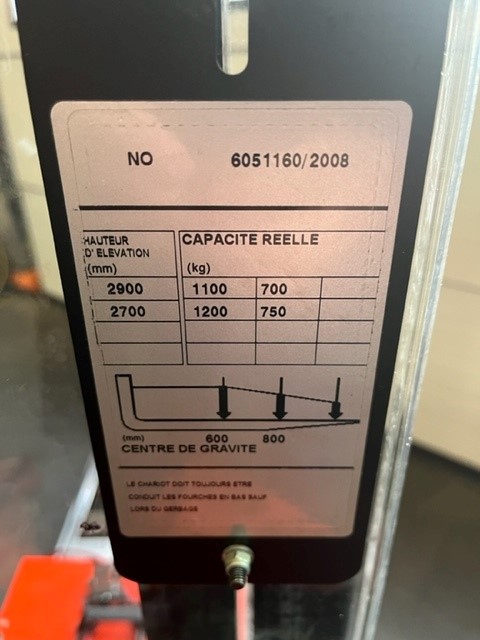 NO 6051160/2008
HAUTEUR CAPACITE REELLE
D'ELEVATION
(mm) (kg)
2900 1100 700
2700 1200 750
(mm) 600 800
CENTRE DE GRAVITE
LE CHARIOT DOIT TOUJOURS ETRE
CONDUIT LES FOURCHES EN BAS SAUF
LORS DU GERBAGE